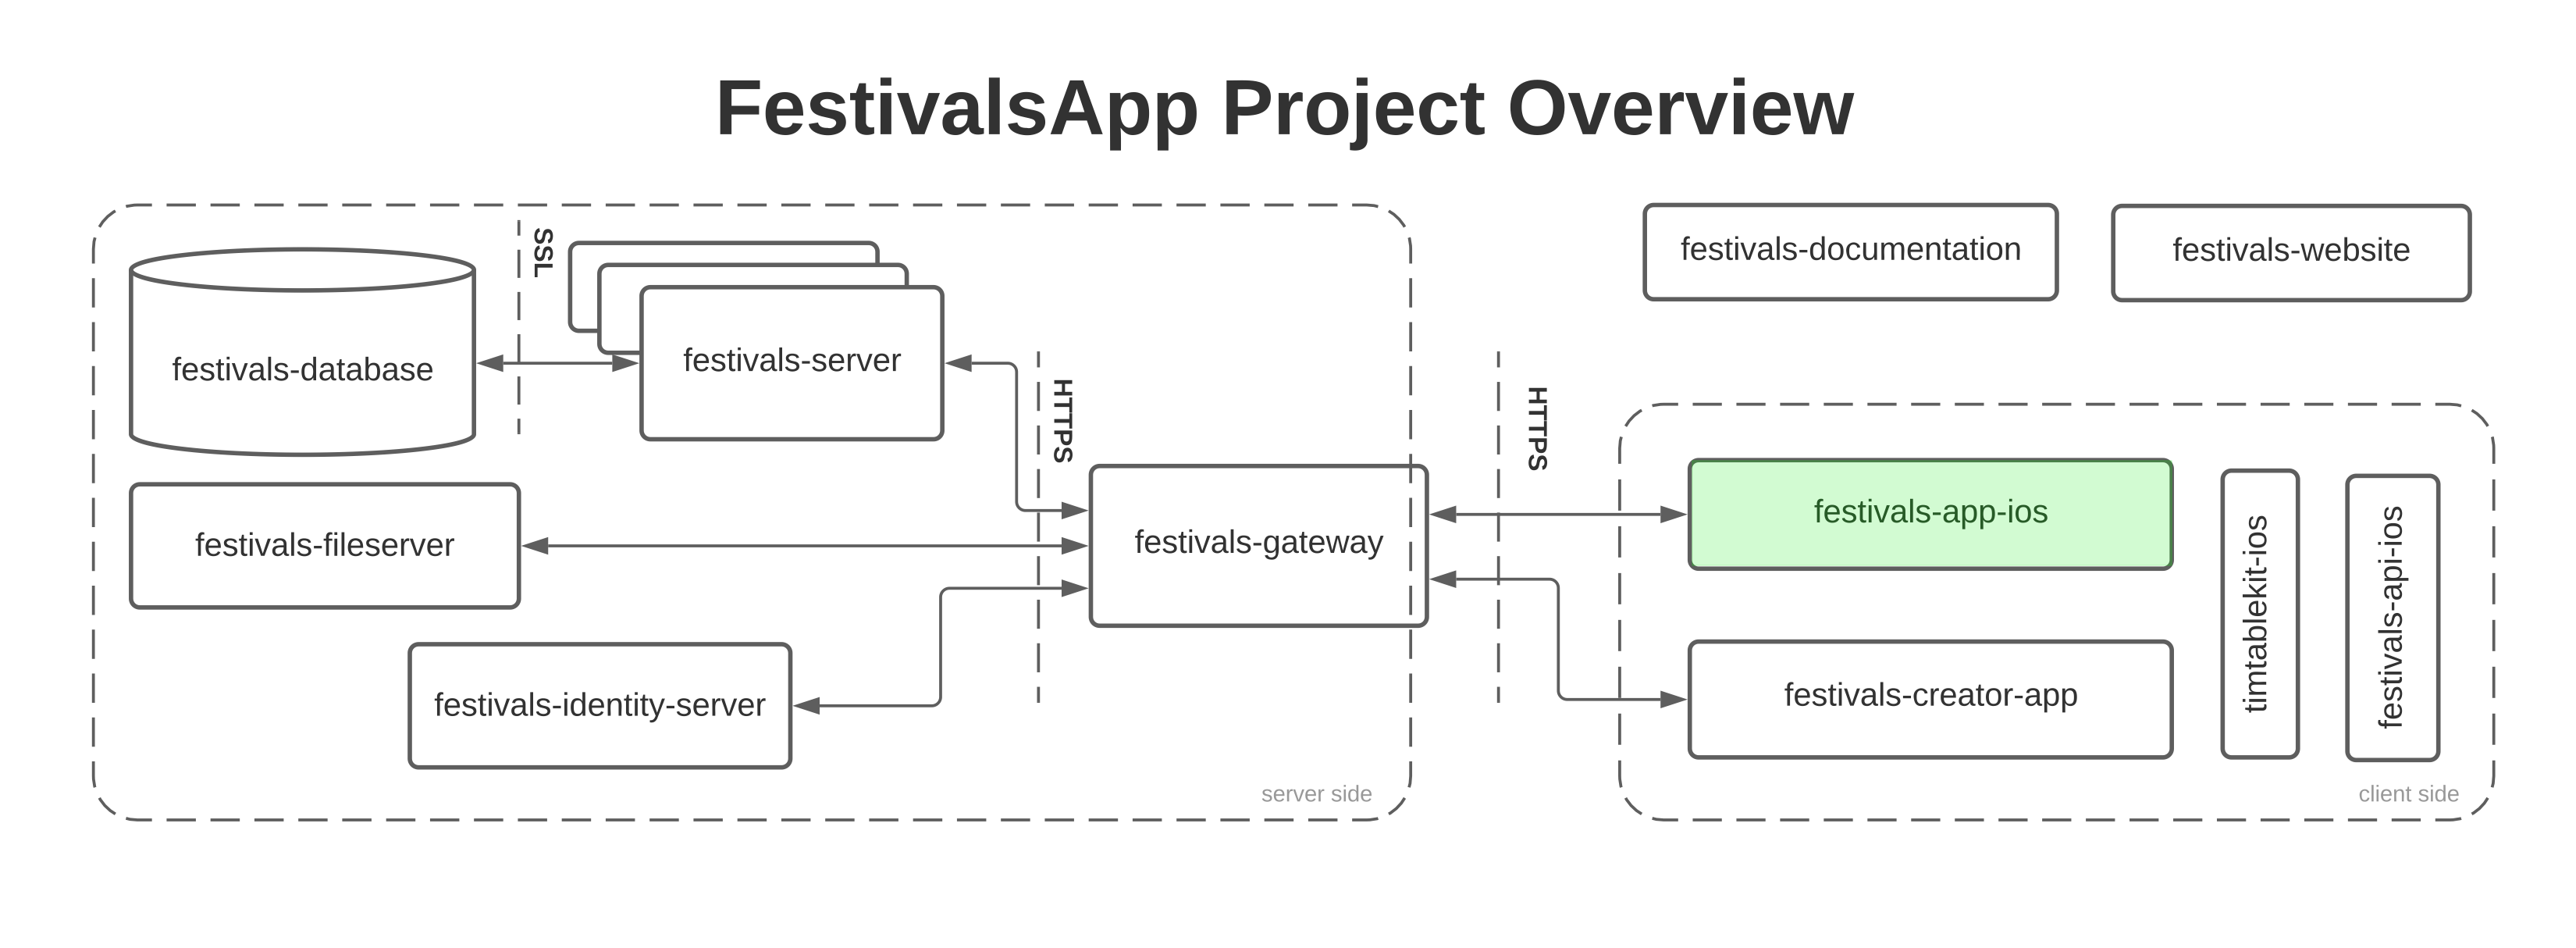 FestivalsApp Project Overview
SSL
festivals-database
festivals-server
HTTPS
festivals-fileserver
festivals-gateway
festivals-identity-server
server side
HTTPS
festivals-documentation
festivals-website
festivals-app-ios
festivals-creator-app
timtablekit-ios
festivals-api-ios
client side